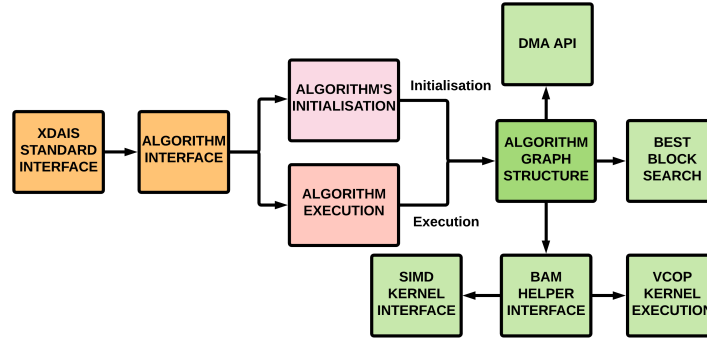 DMA API
ALGORITHM'S
INITIALISATION
Initialisation
XDAIS
STANDARD
INTERFACE
ALGORITHM
INTERFACE
ALGORITHM
GRAPH
STRUCTURE
BEST
BLOCK
SEARCH
ALGORITHM
EXECUTION
Execution
SIMD
KERNEL
INTERFACE
BAM
HELPER
INTERFACE
VCOP
KERNEL
EXECUTION